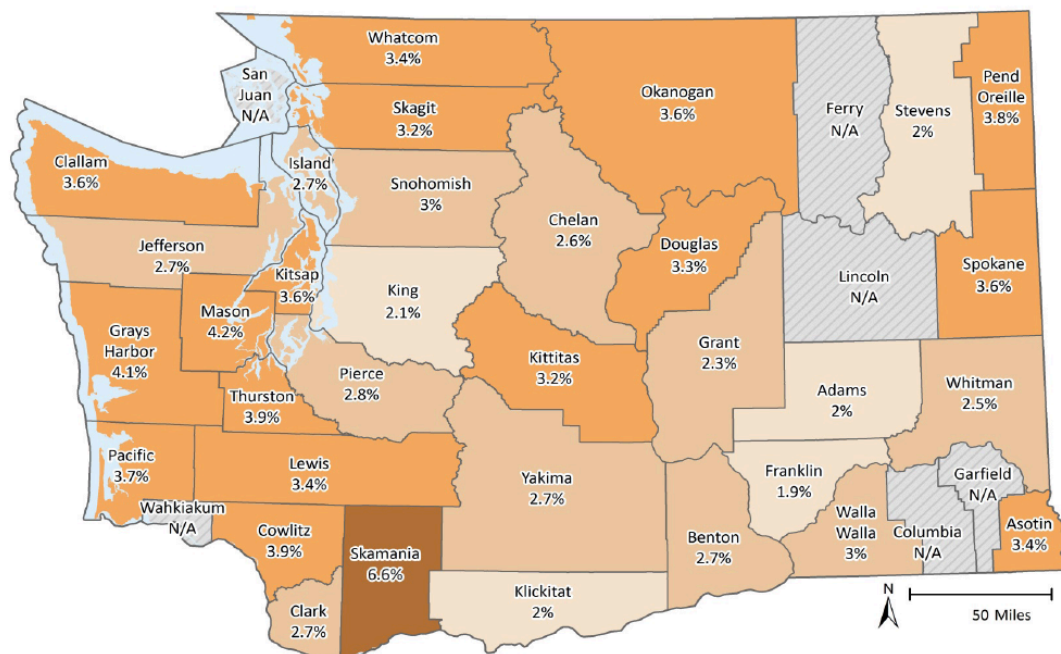 Whatcom
3.4%
San
Juan
N/A
Skagit
3.2%
Okanogan
3.6%
Ferry
N/A
Stevens
2%
Pend
Oreille
3.8%
Clallam
3.6%
Island
2.7%
Snohomish
3%
Chelan
2.6%
Jefferson
2.7%
Kitsap
3.6%
King
2.1%
Douglas
3.3%
Lincoln
N/A
Spokane
3.6%
Mason
4.2%
Grays
Harbor
4.1%
Pierce
2.8%
Kittitas
3.2%
Grant
2.3%
Thurston
3.9%
Adams
2%
Whitman
2.5%
Pacific
3.7%
Lewis
3.4%
Yakima
2.7%
Franklin
1.9%
Garfield
N/A
Wahkiakum
N/A
Cowlitz
3.9%
Skamania
6.6%
Benton
2.7%
Walla
Walla
3%
Columbia
N/A
Asotin
3.4%
Clark
2.7%
Klickitat
2%
N
50 Miles